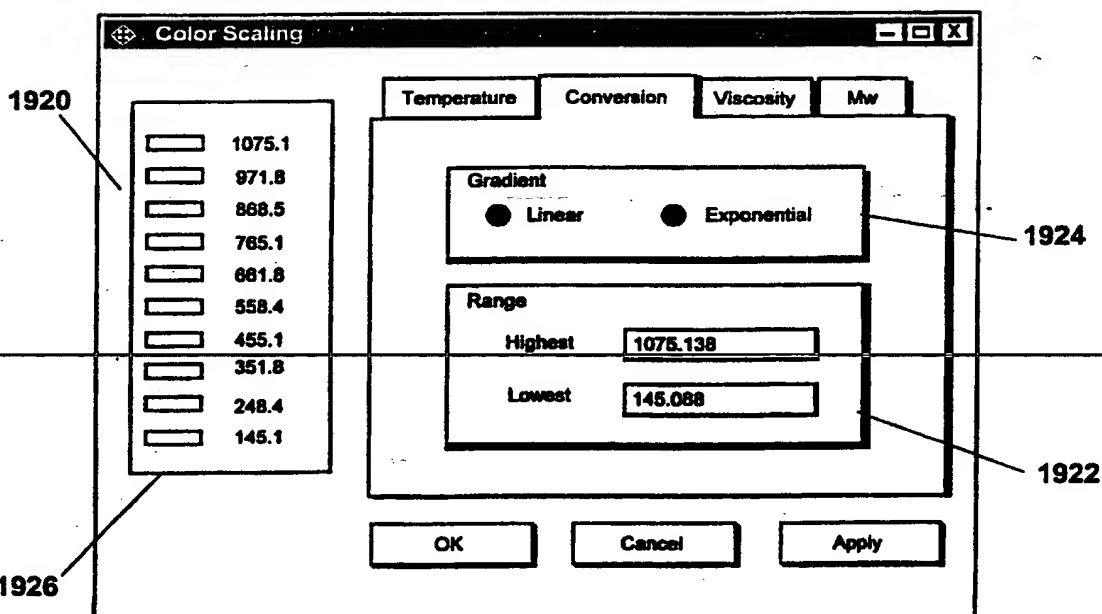 Color Scaling
1920
1075.1
971.8
868.5
765.1
661.8
558.4
455.1
351.8
248.4
145.1
1926
Temperature Conversion Viscosity Mw
Gradient
Linear Exponential
1924
Range
Highest 1075.138
Lowest 145.088
1922
OK Cancel Apply